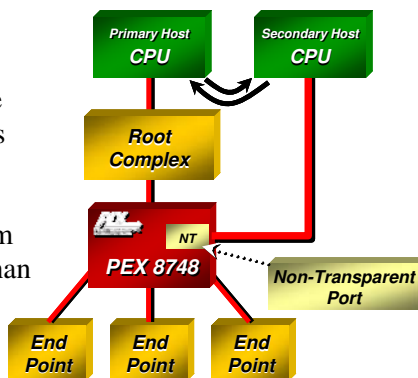 Primary Host
CPU
Secondary Host
CPU
e
s
Root
Complex
m
nan
NT
PEX 8748
Non-Transparent
Port
End
Point
End
Point
End
Point